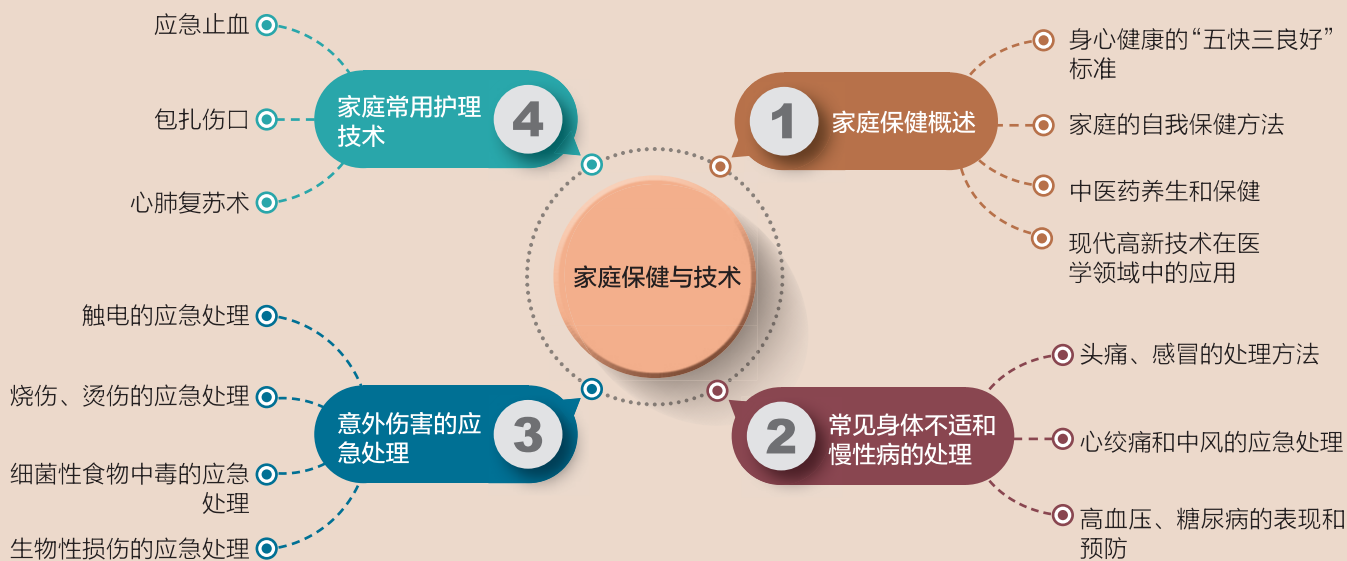 家庭保健与技术
1
家庭保健概述
身心健康的“五快三良好”
标准
家庭的自我保健方法
中医药养生和保健
现代高新技术在医
学领域中的应用
2
常见身体不适和
慢性病的处理
头痛、感冒的处理方法
心绞痛和中风的应急处理
高血压、糖尿病的表现和
预防
3
意外伤害的应
急处理
触电的应急处理
烧伤、烫伤的应急处理
细菌性食物中毒的应急
处理
生物性损伤的应急处理
4
家庭常用护理
技术
应急止血
包扎伤口
心肺复苏术